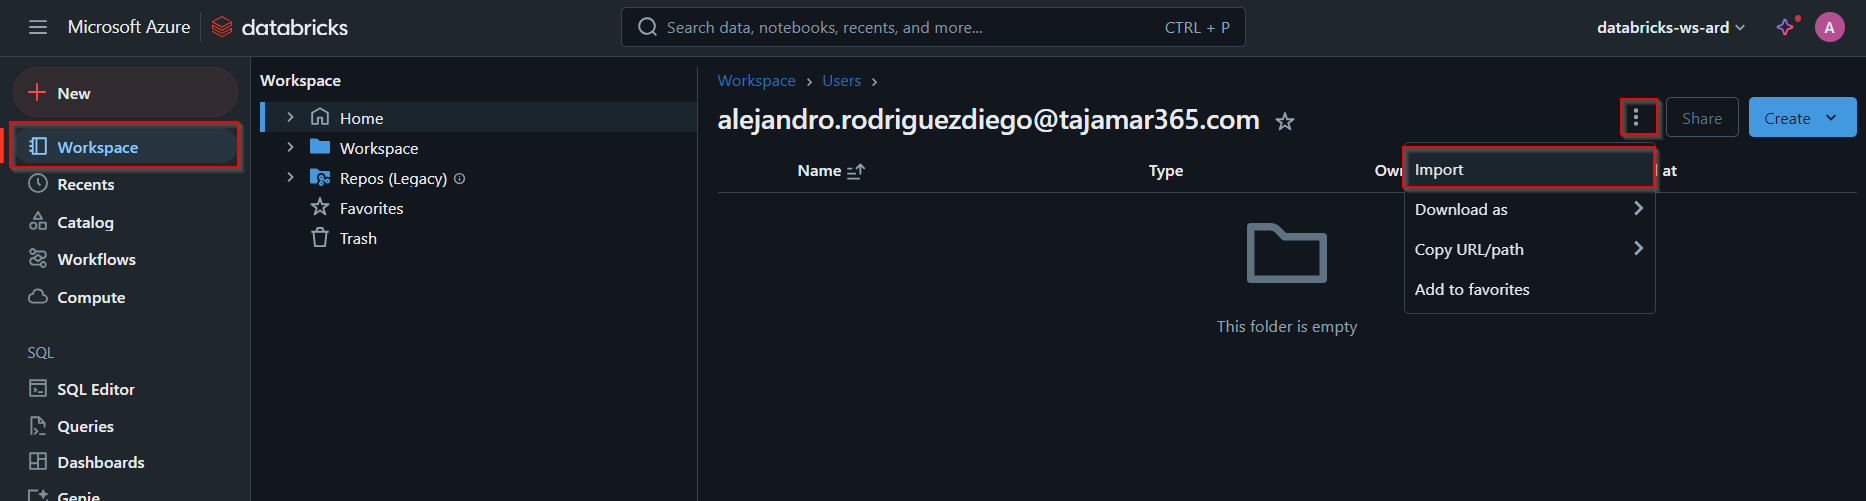 Microsoft Azure databricks
Search data, notebooks, recents, and more... CTRL + P
databricks-ws-ard
A
New
Workspace
Recents
Catalog
Workflows
Compute
SQL
SQL Editor
Queries
Dashboards
Genie
Workspace
Home
Workspace
Repos (Legacy)
Favorites
Trash
Workspace › Users ›
alejandro.rodriguezdiego@tajamar365.com
Share
Create
Name Type at
Import
Download as
Copy URL/path
Add to favorites
This folder is empty